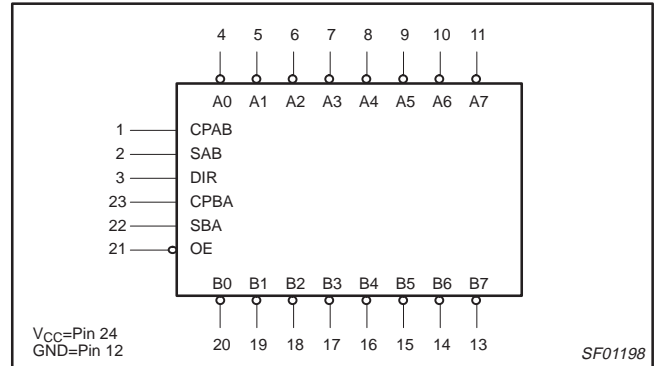 4 5 6 7 8 9 10 11
A0 A1 A2 A3 A4 A5 A6 A7
1 CPAB
2 SAB
3 DIR
23 CPBA
22 SBA
21 OE
B0 B1 B2 B3 B4 B5 B6 B7
20 19 18 17 16 15 14 13
VCC=Pin 24
GND=Pin 12
SF01198